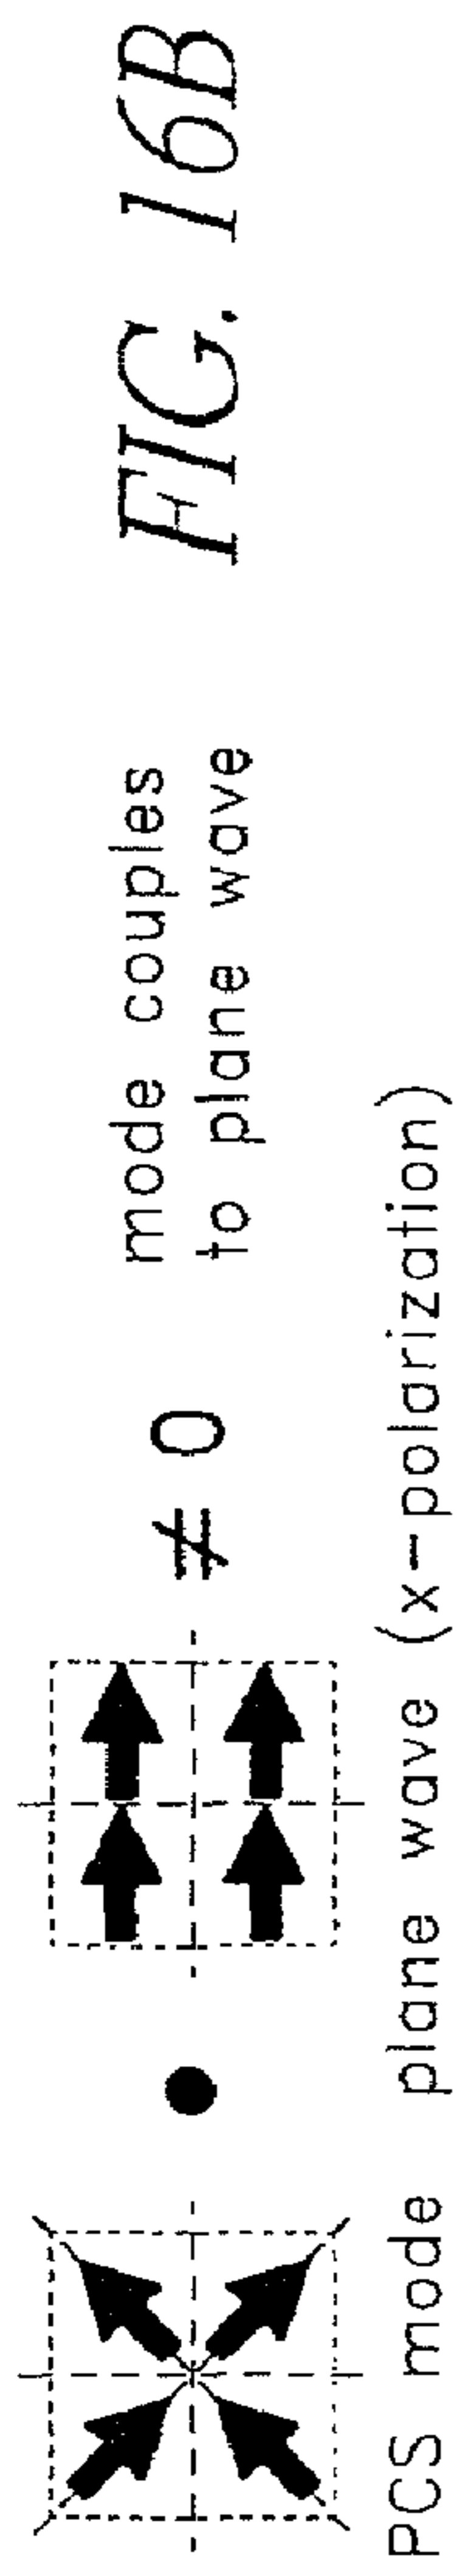 ≠ 0
mode couples
to plane wave
PCS mode plane wave (x-polarization)
FIG. 16B